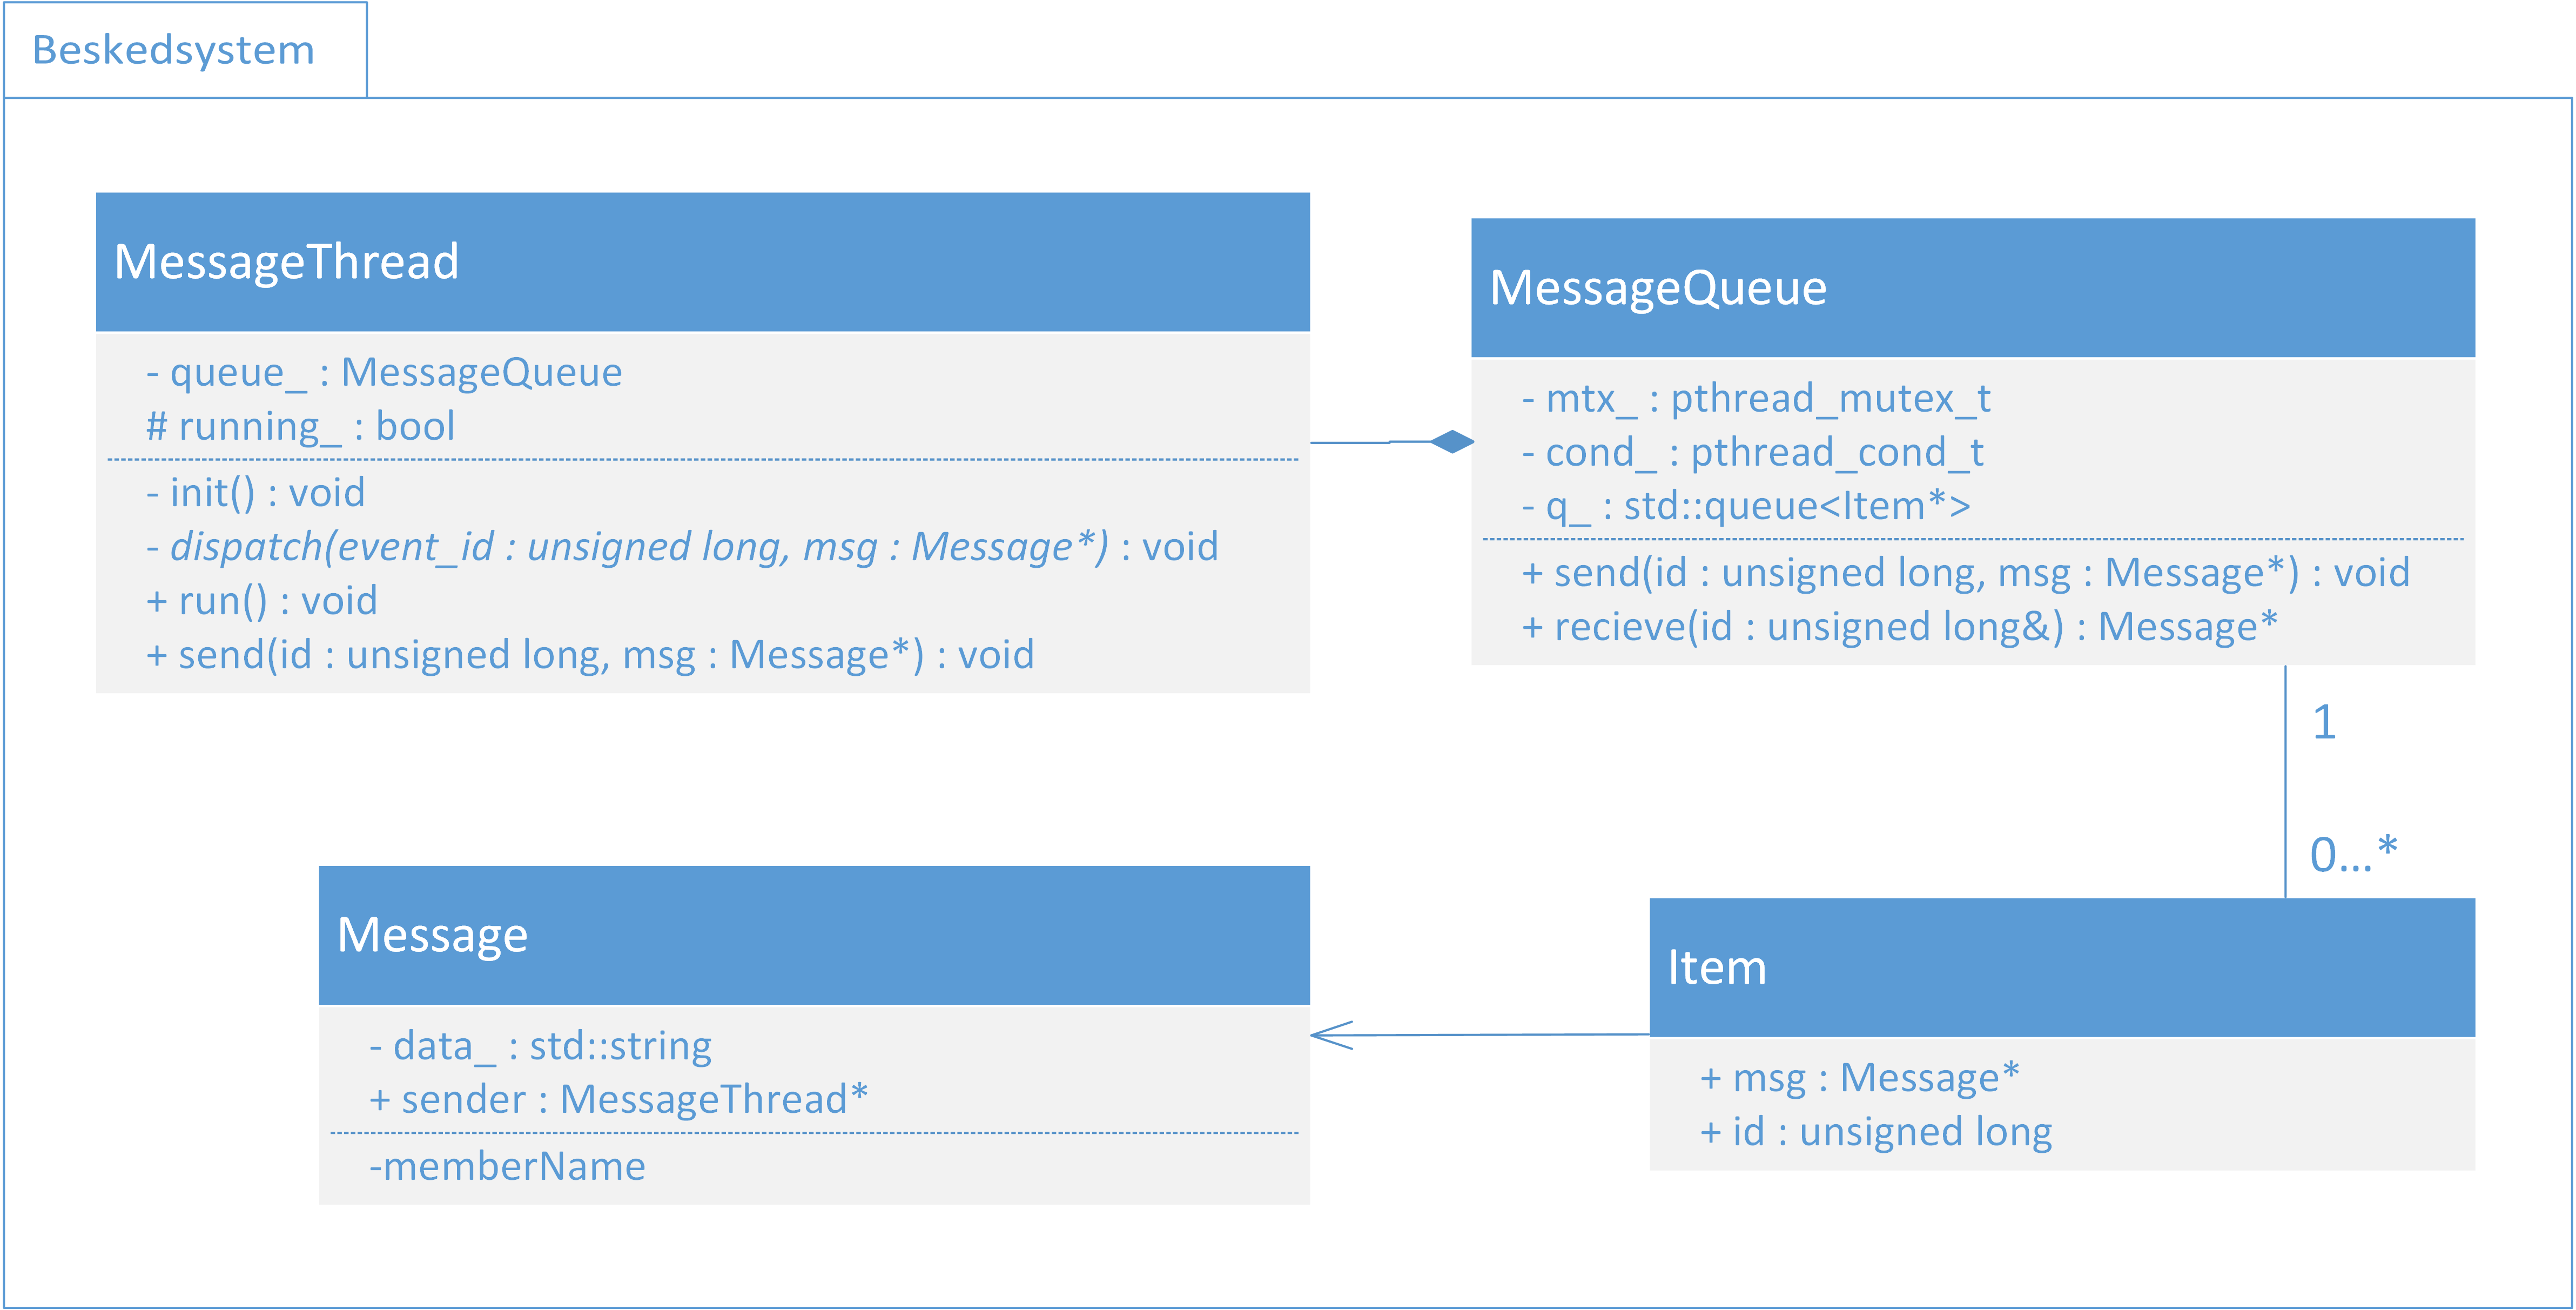 Beskedsystem
MessageThread
- queue_ : MessageQueue
# running_ : bool
- init() : void
- dispatch(event_id : unsigned long, msg : Message*) : void
+ run() : void
+ send(id : unsigned long, msg : Message*) : void
MessageQueue
- mtx_ : pthread_mutex_t
- cond_ : pthread_cond_t
- q_ : std::queue<Item*>
+ send(id : unsigned long, msg : Message*) : void
+ recieve(id : unsigned long&) : Message*
1
0...*
Message
- data_ : std::string
+ sender : MessageThread*
-memberName
Item
+ msg : Message*
+ id : unsigned long